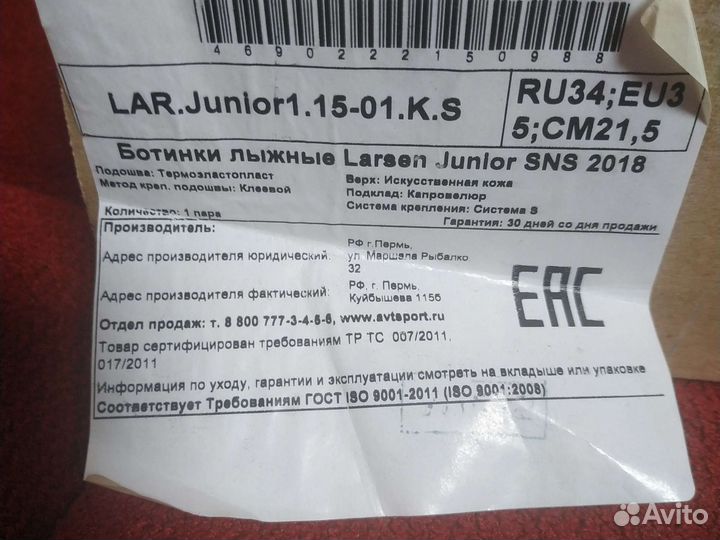 4690222150988
LAR.Junior1.15-01.K.S
RU34;EU3
5;CM21,5
Ботинки лыжные Larsen Junior SNS 2018
Подошва: Термоэластопласт
Метод креп. подошвы: Клеевой
Верх: Искусственная кожа
Подклад: Капровелюр
Система крепления: Система S
Количество: 1 пара
Гарантия: 30 дней со дня продажи
Производитель:
Адрес производителя юридический:
РФ г.Пермь,
ул. Маршала Рыбалко
32
Адрес производителя фактический:
РФ, г. Пермь,
Куйбышева 115б
Отдел продаж: т. 8 800 777-3-4-5-6, www.avtsport.ru
Товар сертифицирован требованиям ТР ТС 007/2011.
017/2011
EAC
Информация по уходу, гарантии и эксплуатации смотреть на вкладыше или упаковке
Соответствует Требованиям ГОСТ ISO 9001-2011 (ISO 9001:2008)
Avito